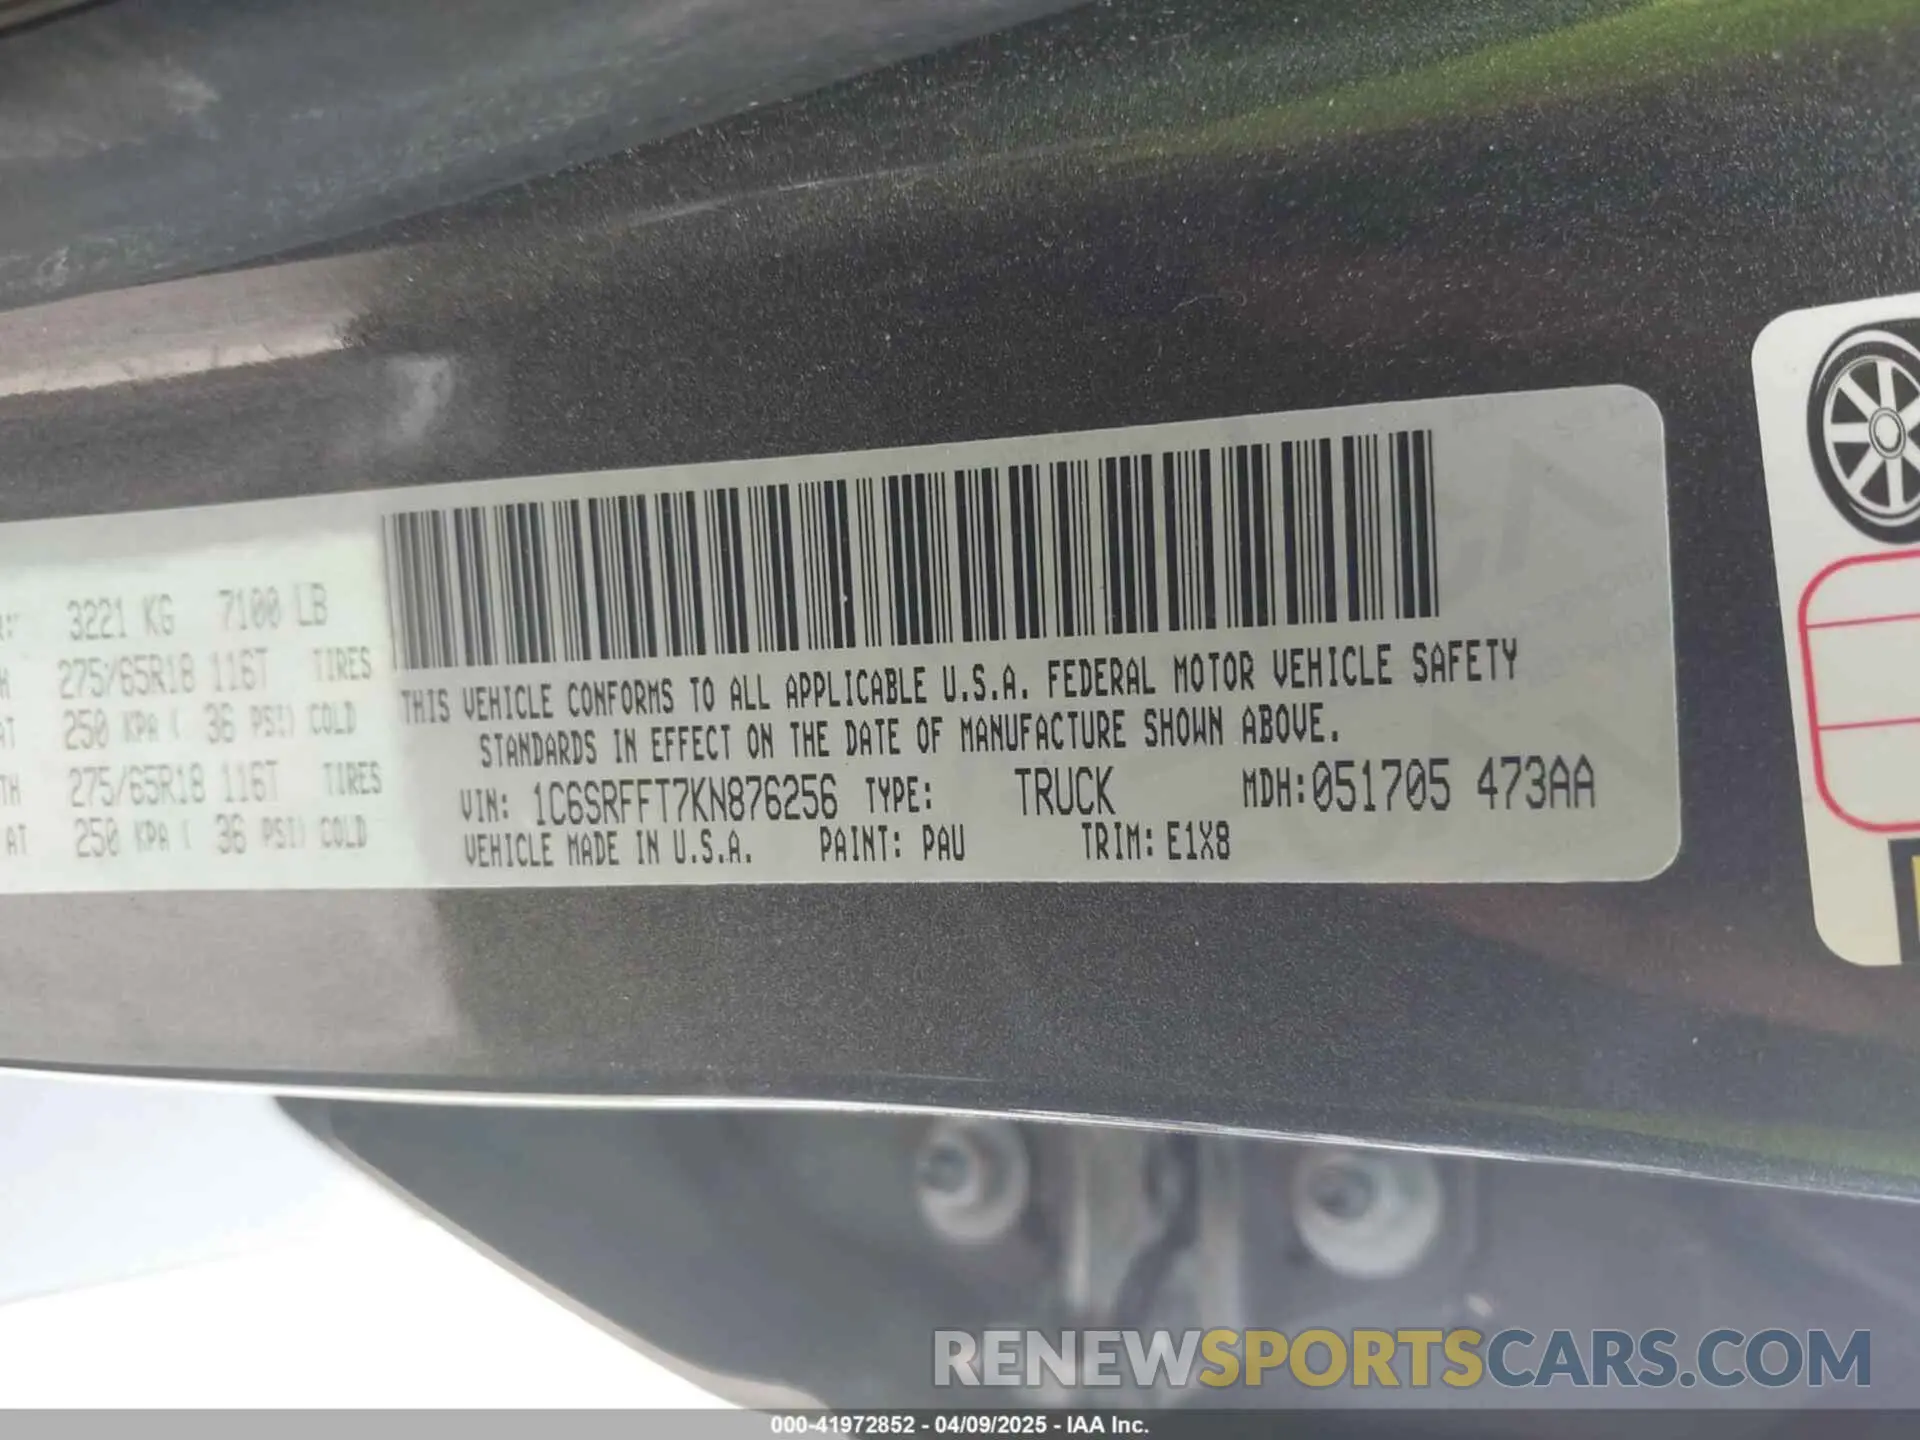 3221 KG 7100 LB
275/65R18 116T TIRES
AT 250 KPA ( 36 PSI) COLD
TH 275/65R18 116T TIRES
AT 250 KPA ( 36 PSI) COLD
THIS VEHICLE CONFORMS TO ALL APPLICABLE U.S.A. FEDERAL MOTOR VEHICLE SAFETY
STANDARDS IN EFFECT ON THE DATE OF MANUFACTURE SHOWN ABOVE.
VIN: 1C6SRFFT7KN876256 TYPE: TRUCK MDH: 051705 473AA
VEHICLE MADE IN U.S.A. PAINT: PAU TRIM: E1X8
RENEWSPORTSCARS.COM
000-41972852 - 04/09/2025 - IAA Inc.